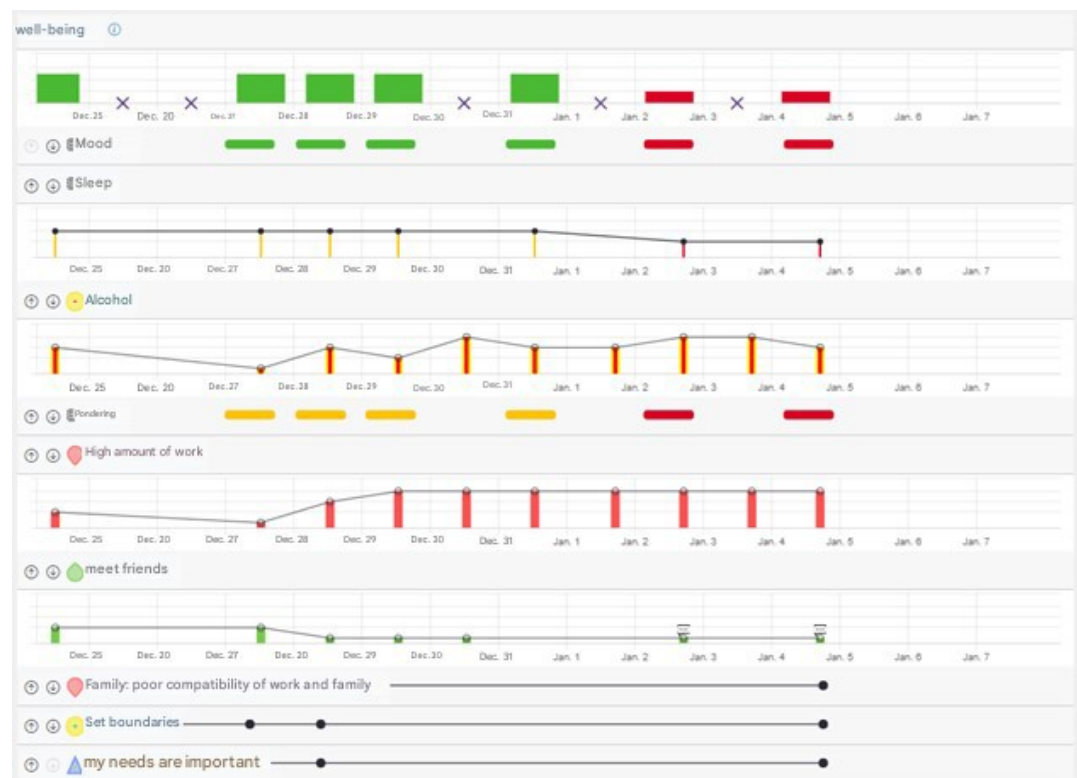 well-being
Dec. 25 Dec. 20 Dec. 27 Dec. 28 Dec. 29 Dec. 30 Dec. 31 Jan. 1 Jan. 2 Jan. 3 Jan. 4 Jan. 5 Jan. 6 Jan. 7
Mood
Sleep
Dec. 25 Dec. 20 Dec. 27 Dec. 28 Dec. 29 Dec. 30 Dec. 31 Jan. 1 Jan. 2 Jan. 3 Jan. 4 Jan. 5 Jan. 6 Jan. 7
Alcohol
Dec. 25 Dec. 20 Dec. 27 Dec. 28 Dec. 29 Dec. 30 Dec. 31 Jan. 1 Jan. 2 Jan. 3 Jan. 4 Jan. 5 Jan. 6 Jan. 7
Pondering
High amount of work
Dec. 25 Dec. 20 Dec. 27 Dec. 28 Dec. 29 Dec. 30 Dec. 31 Jan. 1 Jan. 2 Jan. 3 Jan. 4 Jan. 5 Jan. 6 Jan. 7
meet friends
Dec. 25 Dec. 20 Dec. 27 Dec. 20 Dec. 29 Dec. 30 Dec. 31 Jan. 1 Jan. 2 Jan. 3 Jan. 4 Jan. 5 Jan. 6 Jan. 7
Family: poor compatibility of work and family
Set boundaries
my needs are important